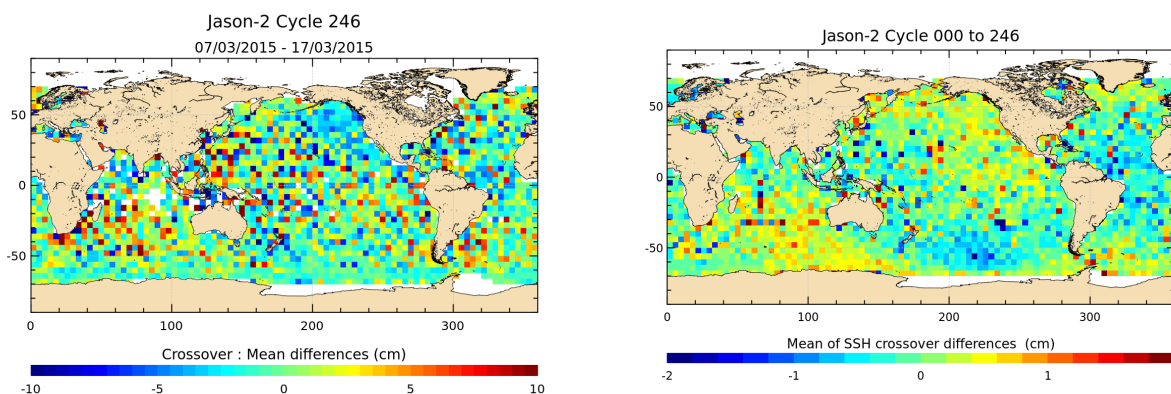 Jason-2 Cycle 246
07/03/2015 - 17/03/2015
50
0
-50
0 100 200 300
Crossover : Mean differences (cm)
-10 -5 0 5 10
Jason-2 Cycle 000 to 246
50
0
-50
0 100 200 300
Mean of SSH crossover differences (cm)
-2 -1 0 1